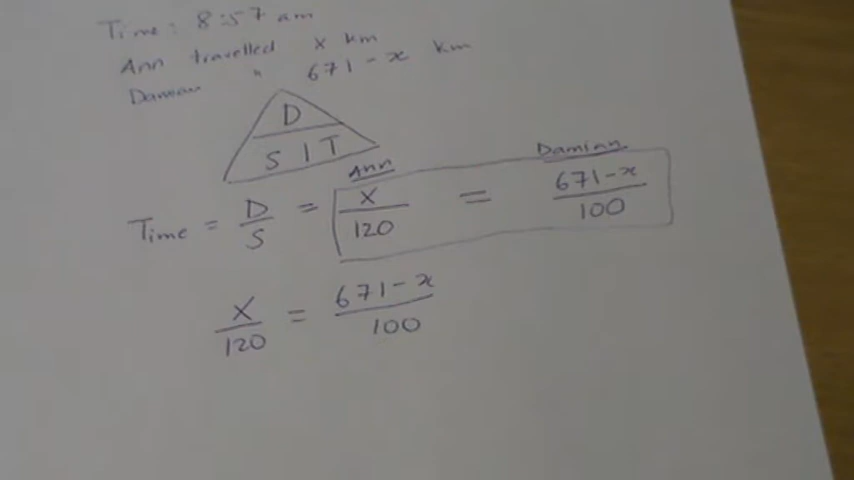 Time: 8:57 am
Ann travelled x km
Damian " 671 - x km
D
S | T
Ann
Damian
Time = D/S = x/120 = 671-x/100
x/120 = 671-x/100